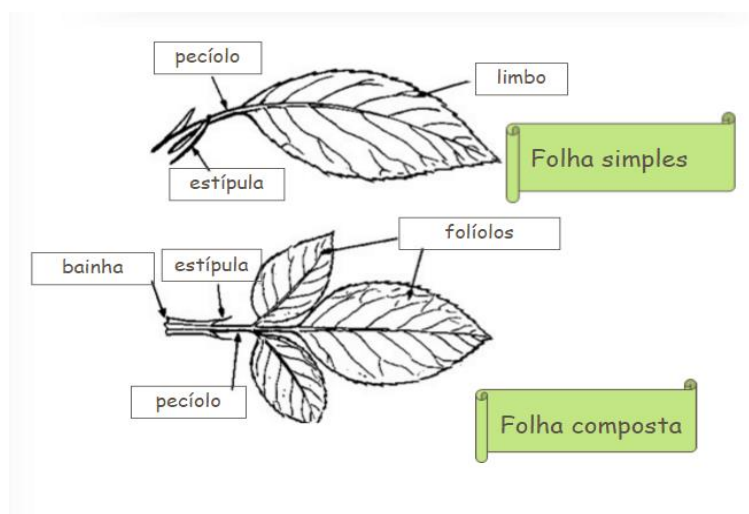 pecíolo
limbo
Folha simples
estípula
folíolos
bainha
estípula
pecíolo
Folha composta